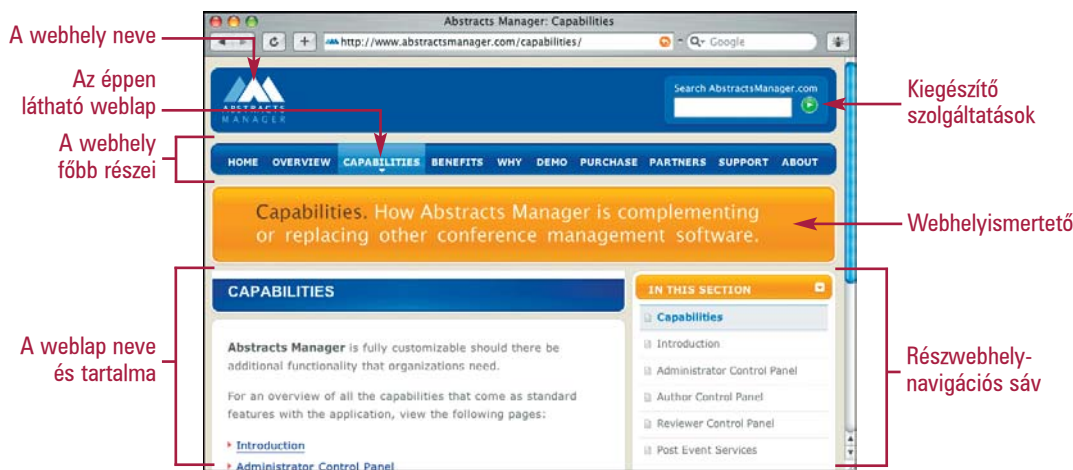 A webhely neve
Az éppen
látható weblap
A webhely
főbb részei
A weblap neve
és tartalma
Abstracts Manager: Capabilities
http://www.abstractsmanager.com/capabilities/
Google
ABSTRACTS
MANAGER
Search AbstractsManager.com
HOME OVERVIEW CAPABILITIES BENEFITS WHY DEMO PURCHASE PARTNERS SUPPORT ABOUT
Capabilities. How Abstracts Manager is complementing
or replacing other conference management software.
CAPABILITIES
Abstracts Manager is fully customizable should there be
additional functionality that organizations need.
For an overview of all the capabilities that come as standard
features with the application, view the following pages:
Introduction
Administrator Control Panel
IN THIS SECTION
Capabilities
Introduction
Administrator Control Panel
Author Control Panel
Reviewer Control Panel
Post Event Services
Kiegészítő
szolgáltatások
Webhelyismertető
Részwebhely-
navigációs sáv